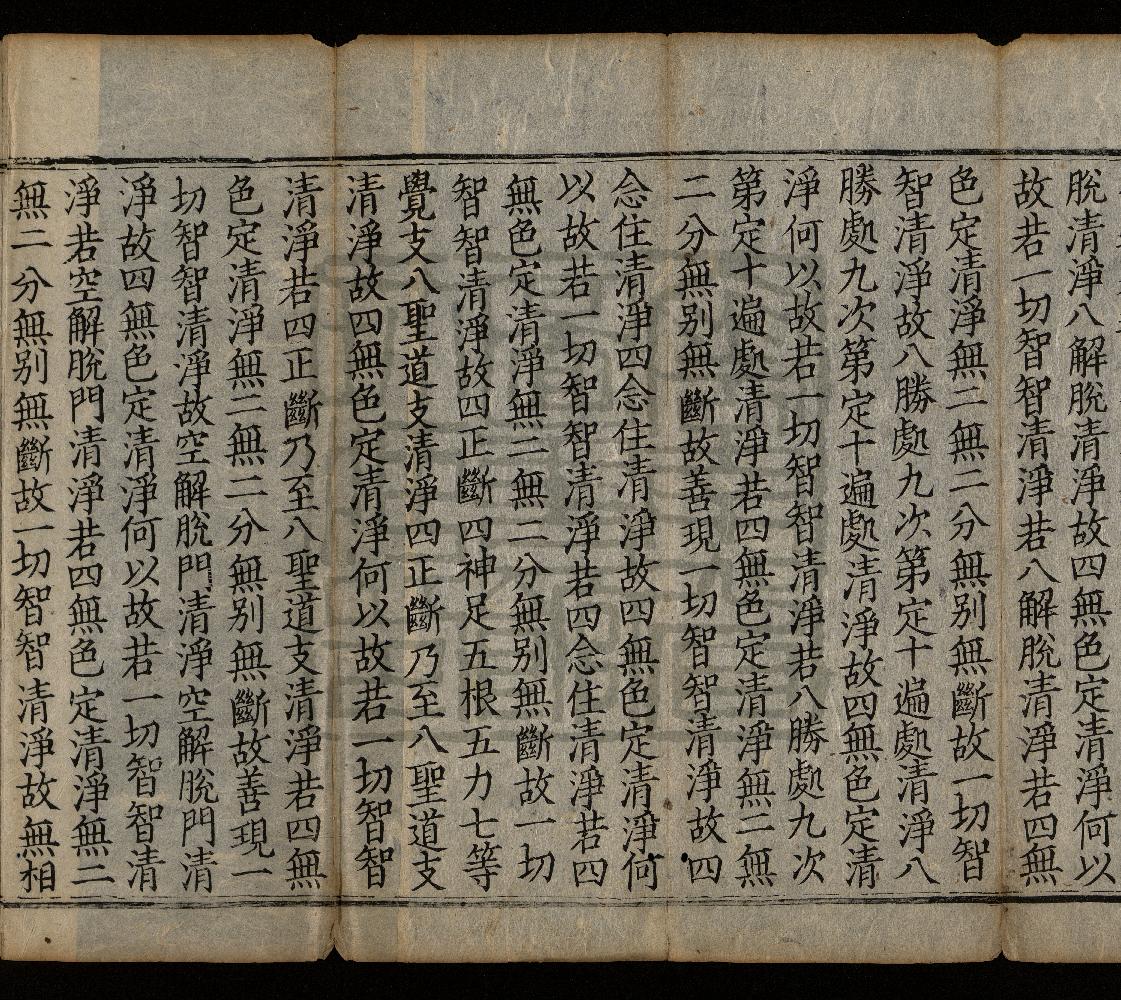 脫清淨八解脫清淨故四無色定清淨何以
故若一切智智清淨若八解脫清淨若四無
色定清淨無二無二分無別無斷故一切智
智清淨故八勝處九次第定十遍處清淨八
勝處九次第定十遍處清淨故四無色定清
淨何以故若一切智智清淨若八勝處九次
第定十遍處清淨若四無色定清淨無二無
二分無別無斷故善現一切智智清淨故四
念住清淨四念住清淨故四無色定清淨何
以故若一切智智清淨若四念住清淨若四
無色定清淨無二無二分無別無斷故一切
智智清淨故四正斷四神足五根五力七等
覺支八聖道支清淨四正斷乃至八聖道支
清淨故四無色定清淨何以故若一切智智
清淨若四正斷乃至八聖道支清淨若四無
色定清淨無二無二分無別無斷故善現一
切智智清淨故空解脫門清淨空解脫門清
淨故四無色定清淨何以故若一切智智清
淨若空解脫門清淨若四無色定清淨無二
無二分無別無斷故一切智智清淨故無相